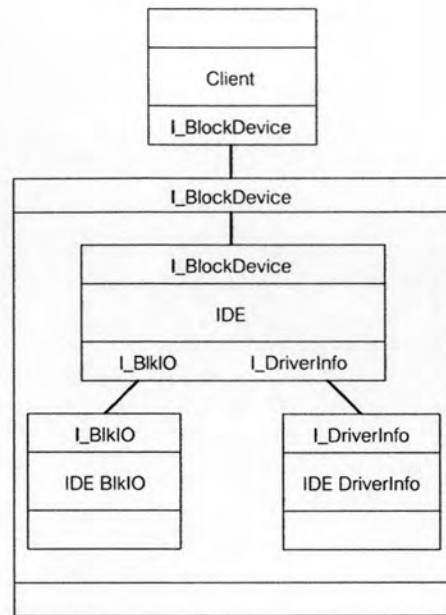 Client
I_BlockDevice
I_BlockDevice
I_BlockDevice
IDE
I_BlkIO I_DriverInfo
I_BlkIO I_DriverInfo
IDE BlkIO IDE DriverInfo